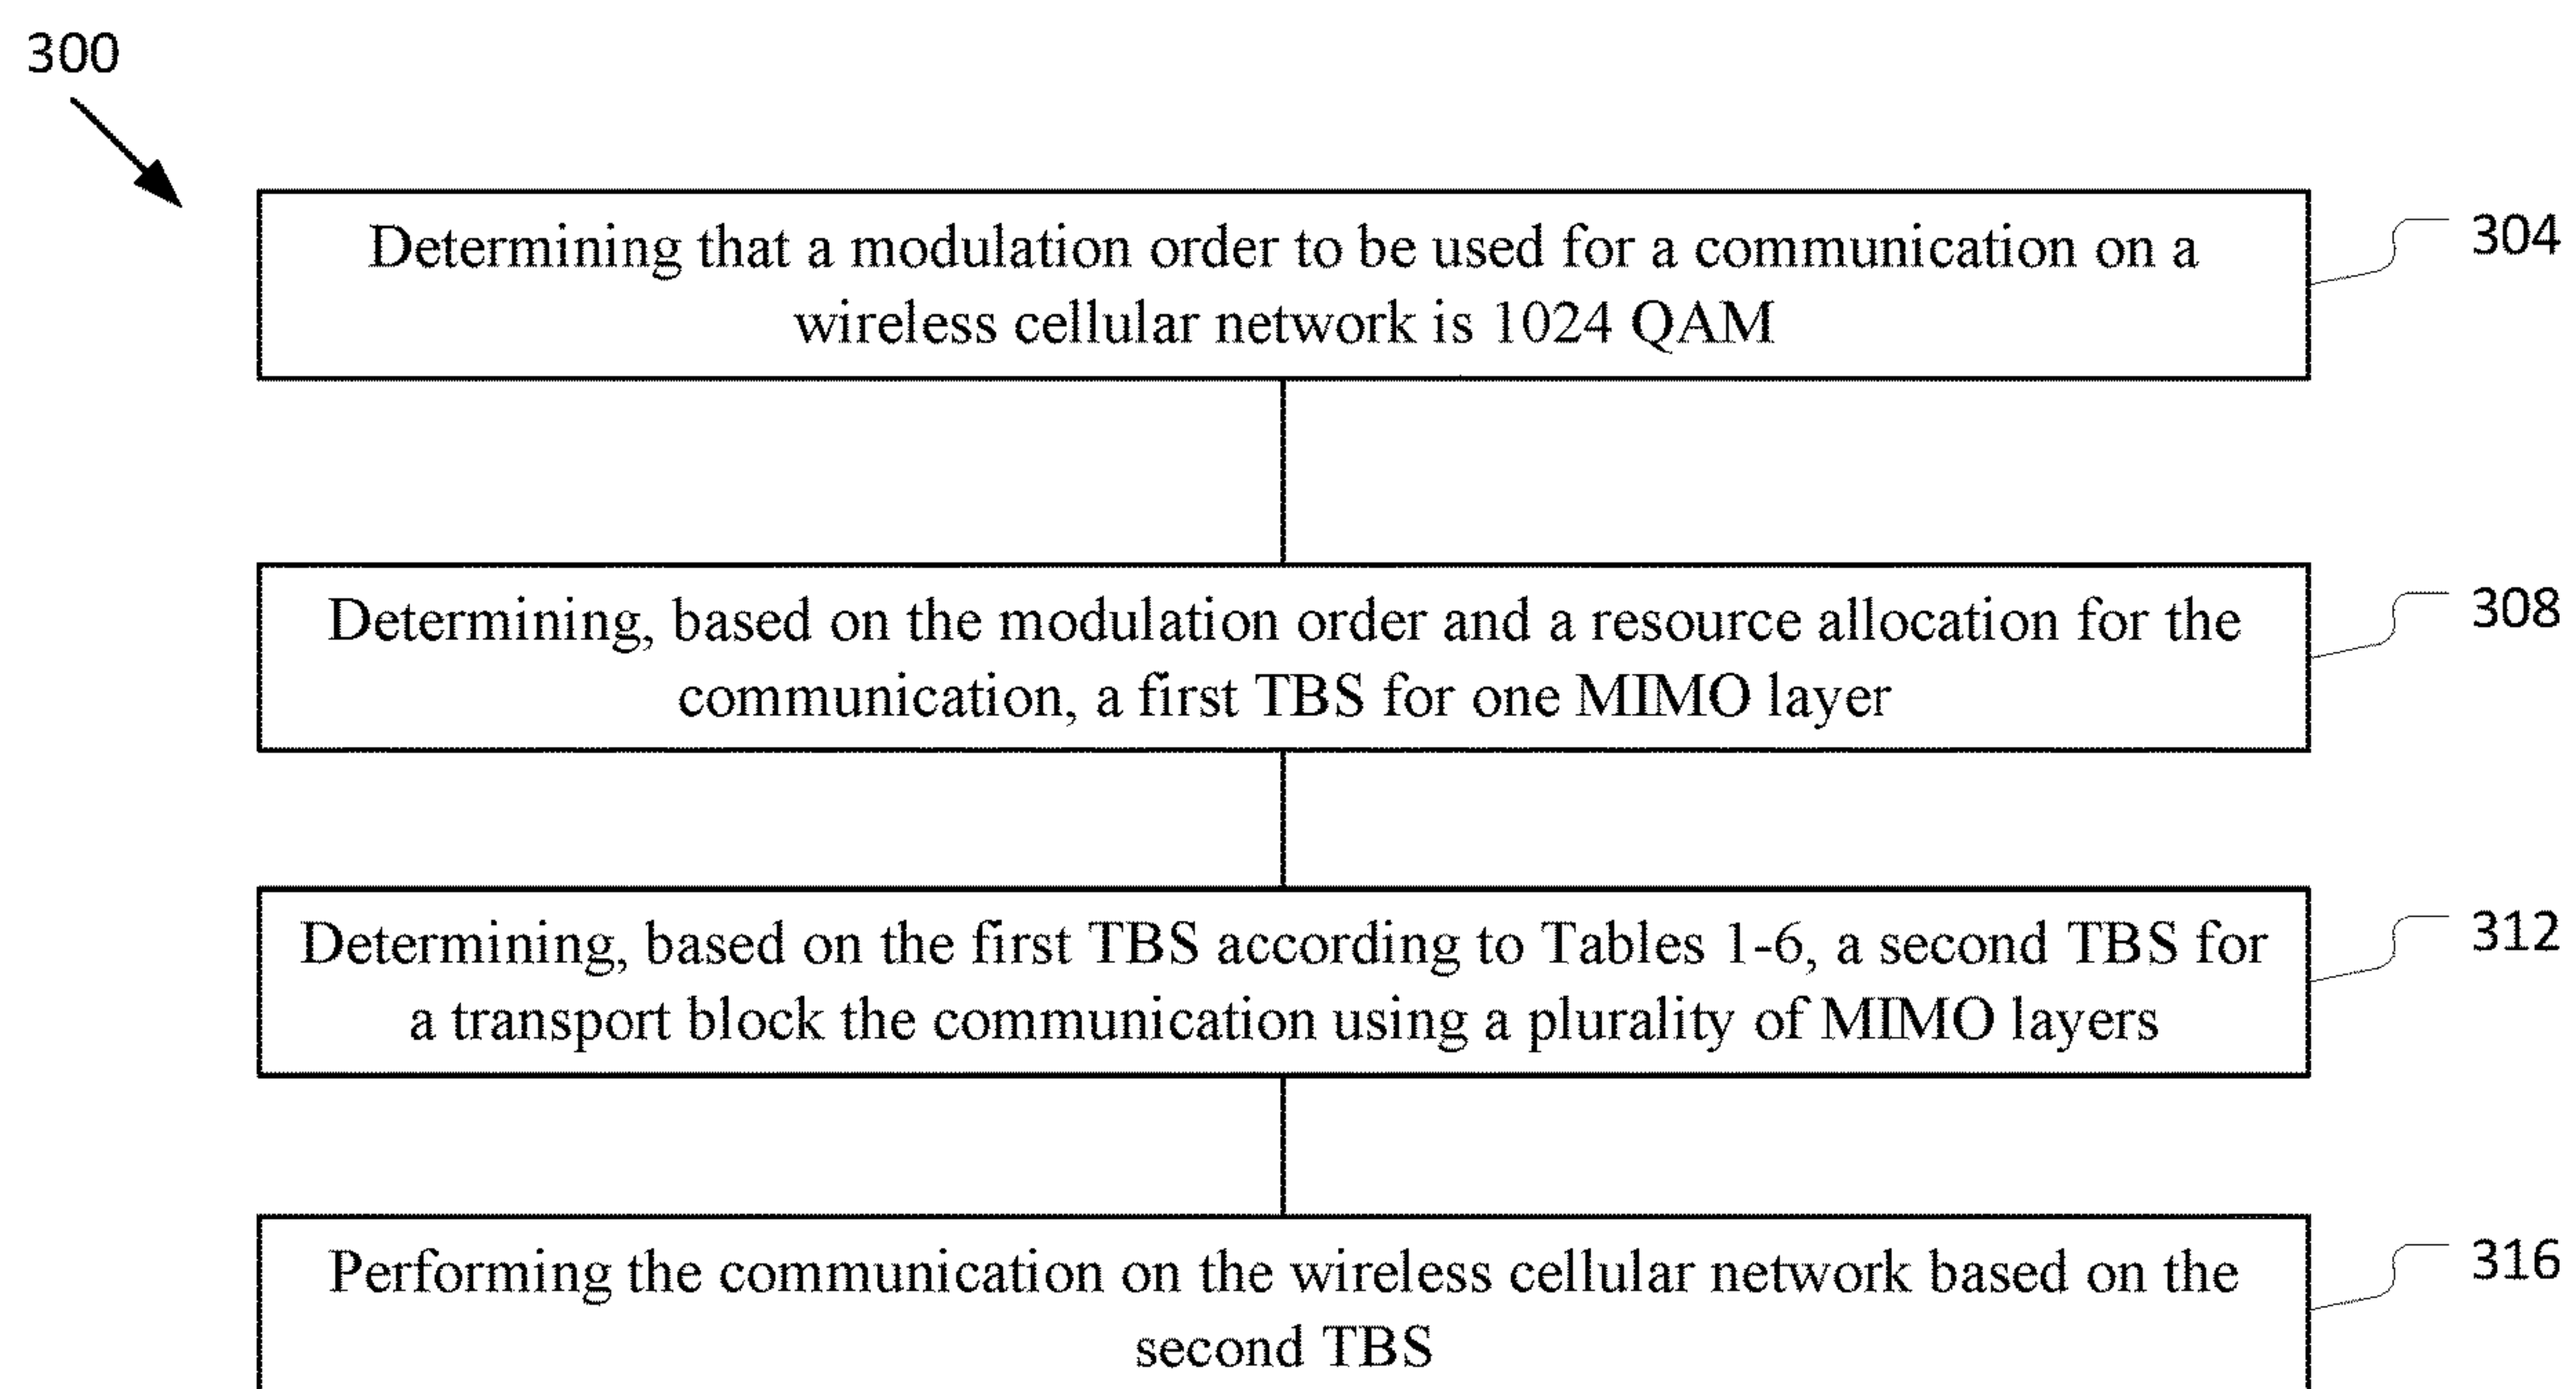 300
Determining that a modulation order to be used for a communication on a
wireless cellular network is 1024 QAM
304
Determining, based on the modulation order and a resource allocation for the
communication, a first TBS for one MIMO layer
308
Determining, based on the first TBS according to Tables 1-6, a second TBS for
a transport block the communication using a plurality of MIMO layers
312
Performing the communication on the wireless cellular network based on the
second TBS
316